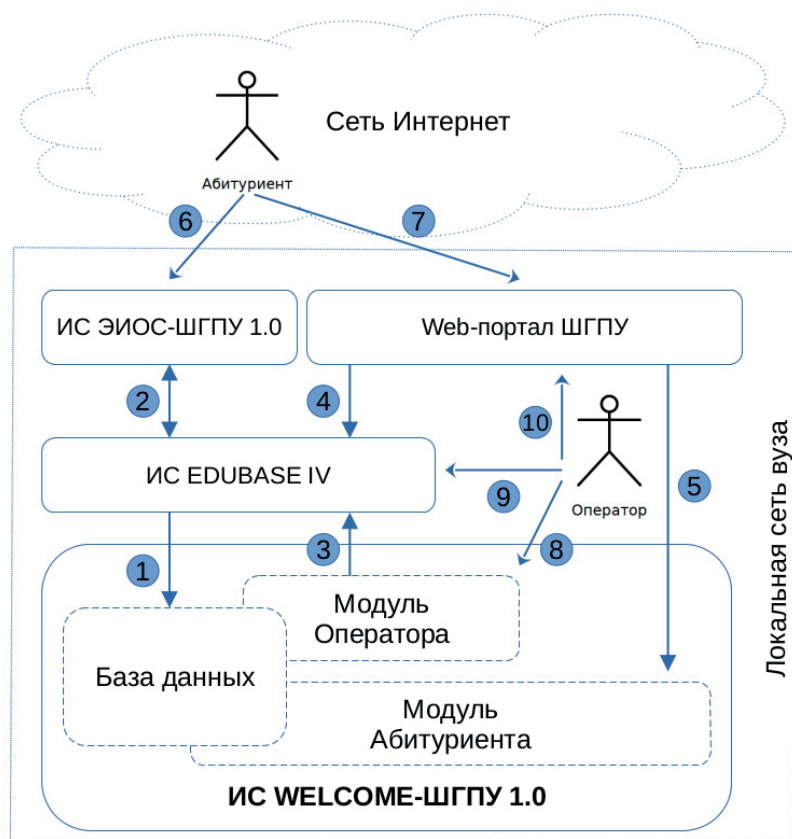 Сеть Интернет
Абитуриент
6
7
ИС ЭИОС-ШГПУ 1.0
Web-портал ШГПУ
2
4
10
ИС EDUBASE IV
9
Оператор
5
Локальная сеть вуза
1
3
8
Модуль
Оператора
База данных
Модуль
Абитуриента
ИС WELCOME-ШГПУ 1.0